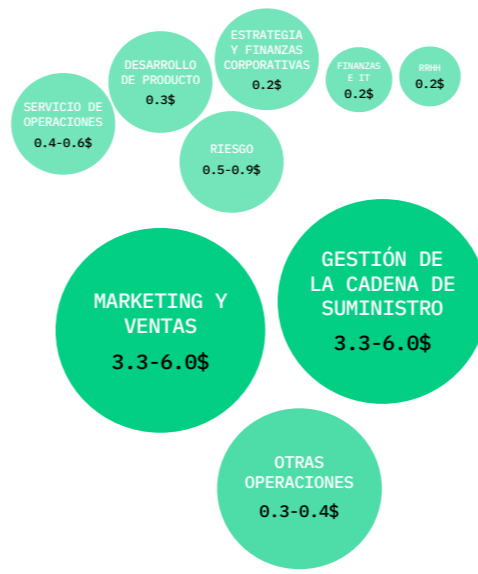 ESTRATEGIA
Y FINANZAS
CORPORATIVAS
0.2$
DESARROLLO
DE PRODUCTO
0.3$
FINANZAS
E IT
0.2$
RRHH
0.2$
SERVICIO DE
OPERACIONES
0.4-0.6$
RIESGO
0.5-0.9$
GESTIÓN DE
LA CADENA DE
SUMINISTRO
3.3-6.0$
MARKETING Y
VENTAS
3.3-6.0$
OTRAS
OPERACIONES
0.3-0.4$